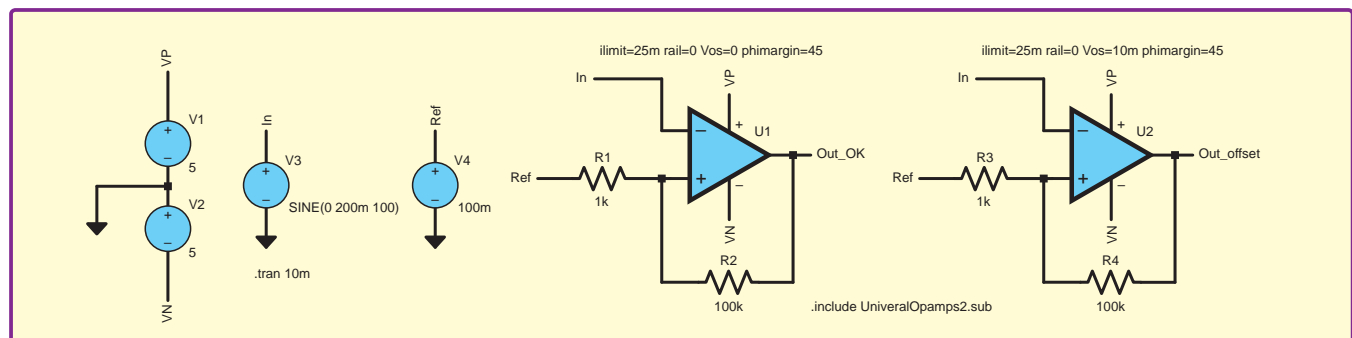 VP
V1
+
−
5
V2
+
−
5
VN
In
V3
+
−
SINE(0 200m 100)
.tran 10m
Ref
V4
+
−
100m
ilimit=25m rail=0 Vos=0 phimargin=45
In
VP
+
−
U1
Out_OK
Ref
R1
1k
+
−
VN
R2
100k
.include UniveralOpamps2.sub
ilimit=25m rail=0 Vos=10m phimargin=45
In
VP
+
−
U2
Out_offset
Ref
R3
1k
+
−
VN
R4
100k